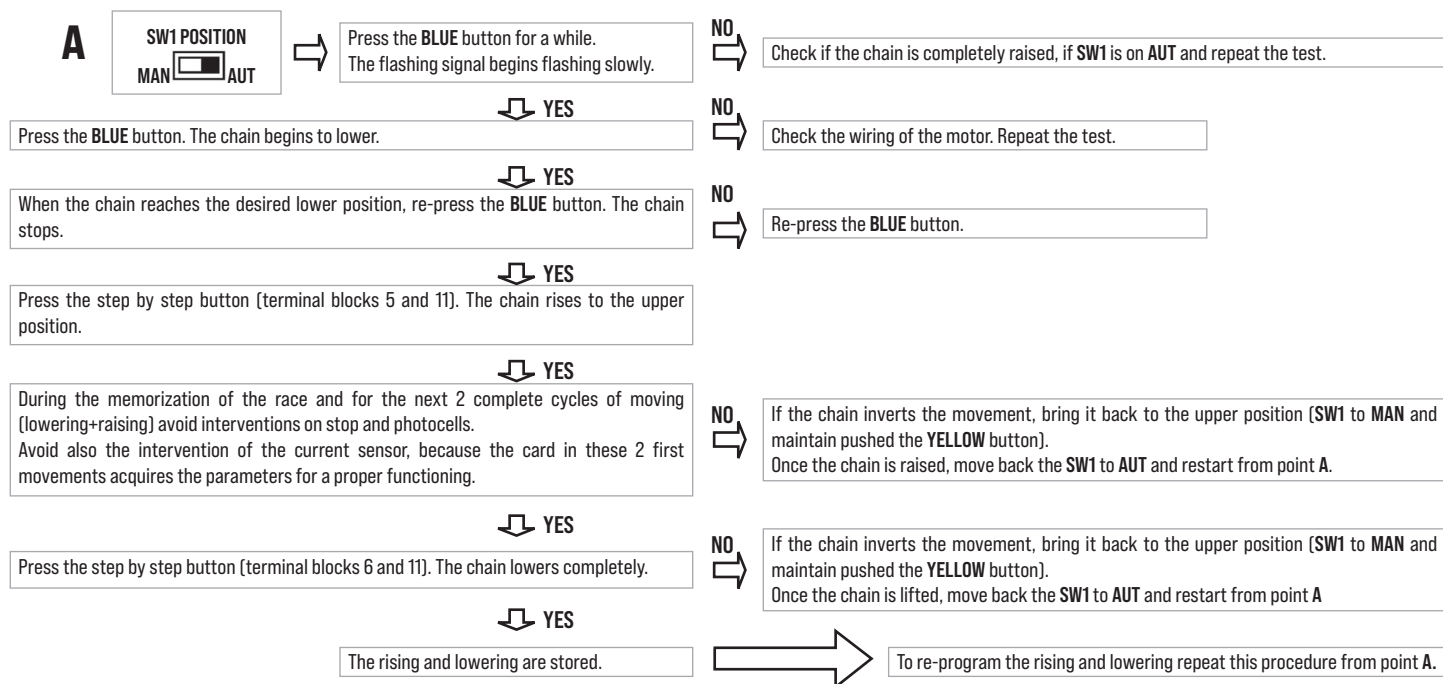 A
SW1 POSITION
MAN AUT
Press the BLUE button for a while.
The flashing signal begins flashing slowly.
NO
Check if the chain is completely raised, if SW1 is on AUT and repeat the test.
YES
Press the BLUE button. The chain begins to lower.
NO
Check the wiring of the motor. Repeat the test.
YES
When the chain reaches the desired lower position, re-press the BLUE button. The chain
stops.
NO
Re-press the BLUE button.
YES
Press the step by step button (terminal blocks 5 and 11). The chain rises to the upper
position.
YES
During the memorization of the race and for the next 2 complete cycles of moving
(lowering+raising) avoid interventions on stop and photocells.
Avoid also the intervention of the current sensor, because the card in these 2 first
movements acquires the parameters for a proper functioning.
NO
If the chain inverts the movement, bring it back to the upper position (SW1 to MAN and
maintain pushed the YELLOW button).
Once the chain is raised, move back the SW1 to AUT and restart from point A.
YES
Press the step by step button (terminal blocks 6 and 11). The chain lowers completely.
NO
If the chain inverts the movement, bring it back to the upper position (SW1 to MAN and
maintain pushed the YELLOW button).
Once the chain is lifted, move back the SW1 to AUT and restart from point A
YES
The rising and lowering are stored.
To re-program the rising and lowering repeat this procedure from point A.